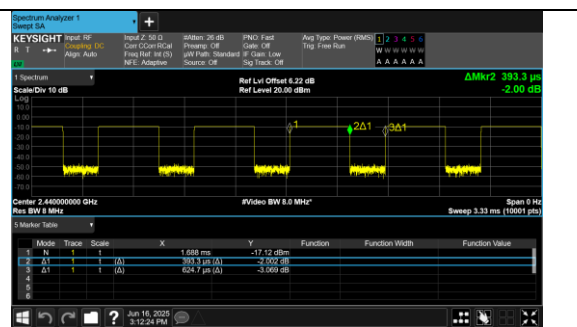 Spectrum Analyzer 1
Swept SA
+
KEYSIGHT Input: RF Input Z: 50 Ω #Atten: 26 dB PNO: Fast Avg Type: Power (RMS) 1 2 3 4 5 6
R T Coupling: DC Corr CCorr RCal Preamp: Off Gate: Off Trig: Free Run W W W W W W
Align: Auto Freq Ref: Int (S) µW Path: Standard IF Gain: Low
NFE: Adaptive Source: Off Sig Track: Off A A A A A A
1 Spectrum Ref Lvl Offset 6.22 dB ΔMkr2 393.3 µs
Scale/Div 10 dB Ref Level 20.00 dBm -2.00 dB
Log
10.0
0.00
-10.0
-20.0
-30.0
-40.0
-50.0
-60.0
-70.0
1
2Δ1
3Δ1
Center 2.440000000 GHz #Video BW 8.0 MHz* Span 0 Hz
Res BW 8 MHz Sweep 3.33 ms (10001 pts)
5 Marker Table
Mode Trace Scale X Y Function Function Width Function Value
1 N 1 t 1.688 ms -17.12 dBm
2 Δ1 1 t (Δ) 393.3 µs (Δ) -2.002 dB
3 Δ1 1 t (Δ) 624.7 µs (Δ) -3.069 dB
4
5
6
? Jun 16, 2025
3:12:24 PM